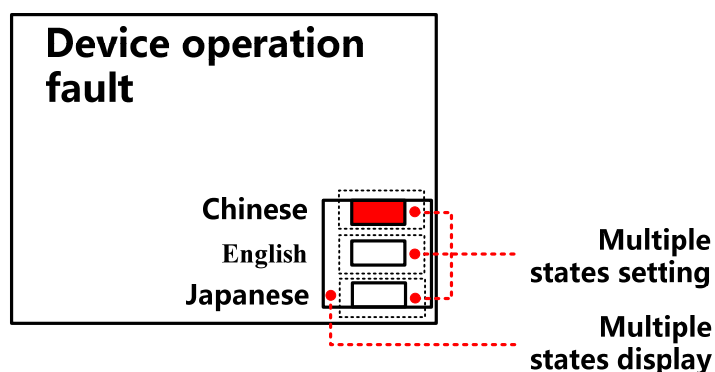 Device operation
fault
Chinese
English
Japanese
Multiple
states setting
Multiple
states display